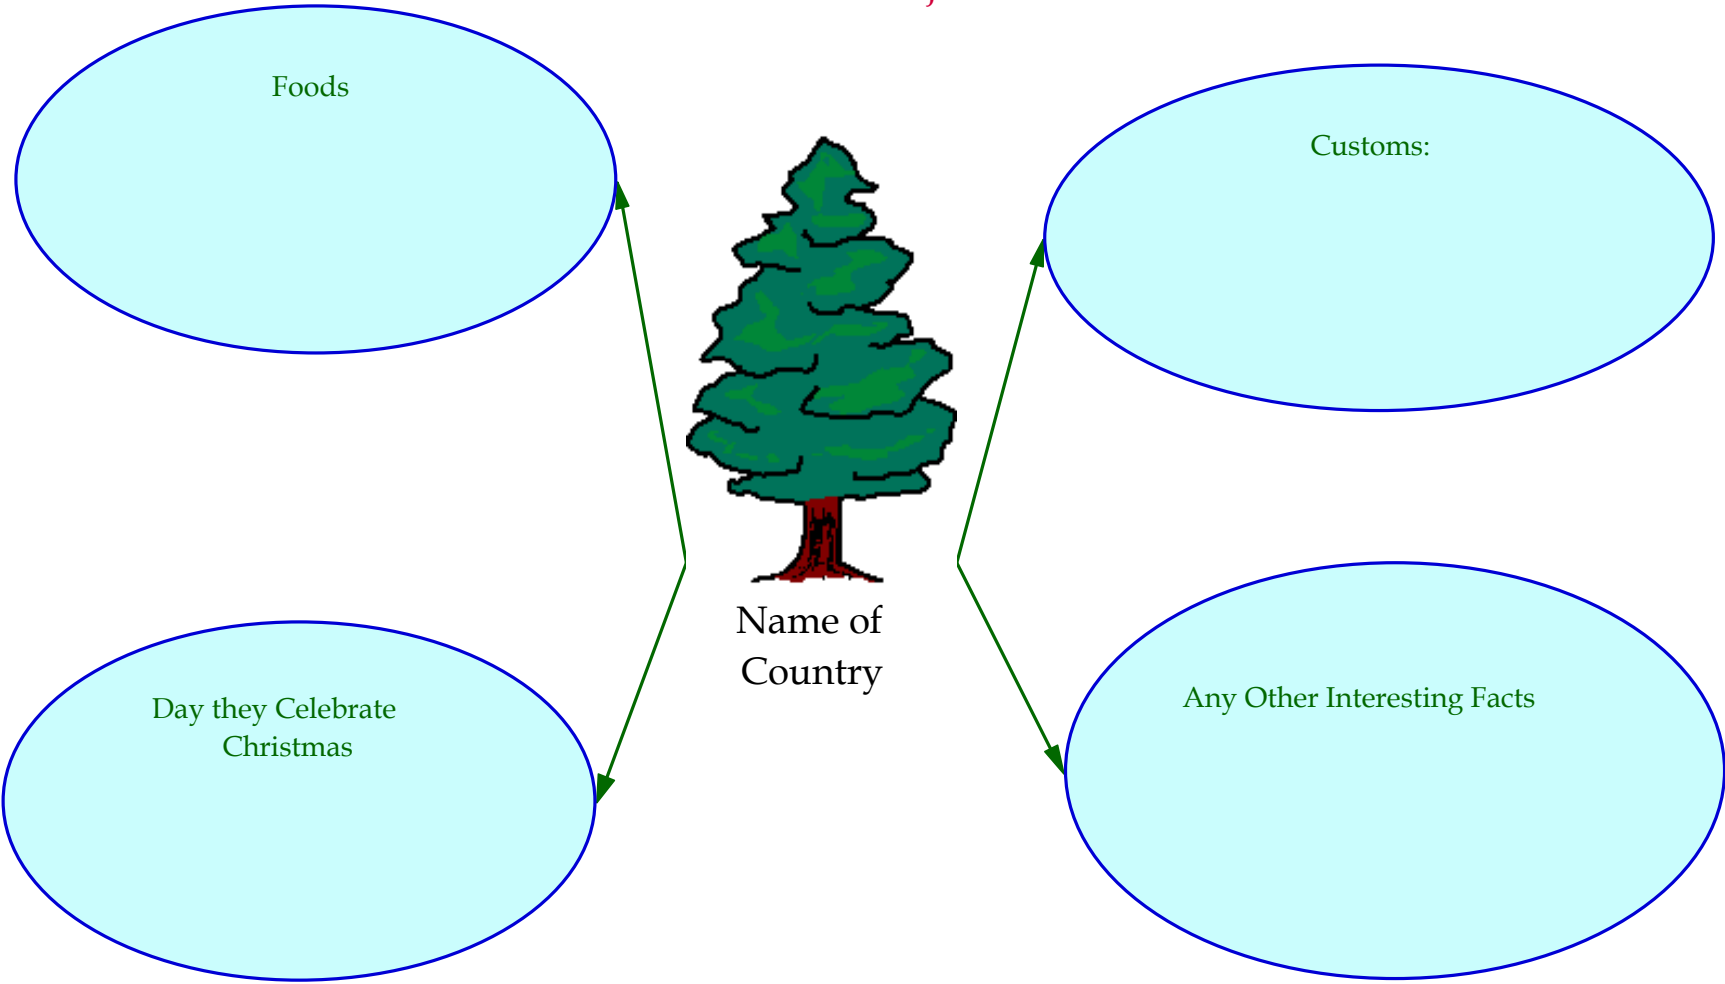 Foods
Customs:
Name of
Country
Day they Celebrate
Christmas
Any Other Interesting Facts